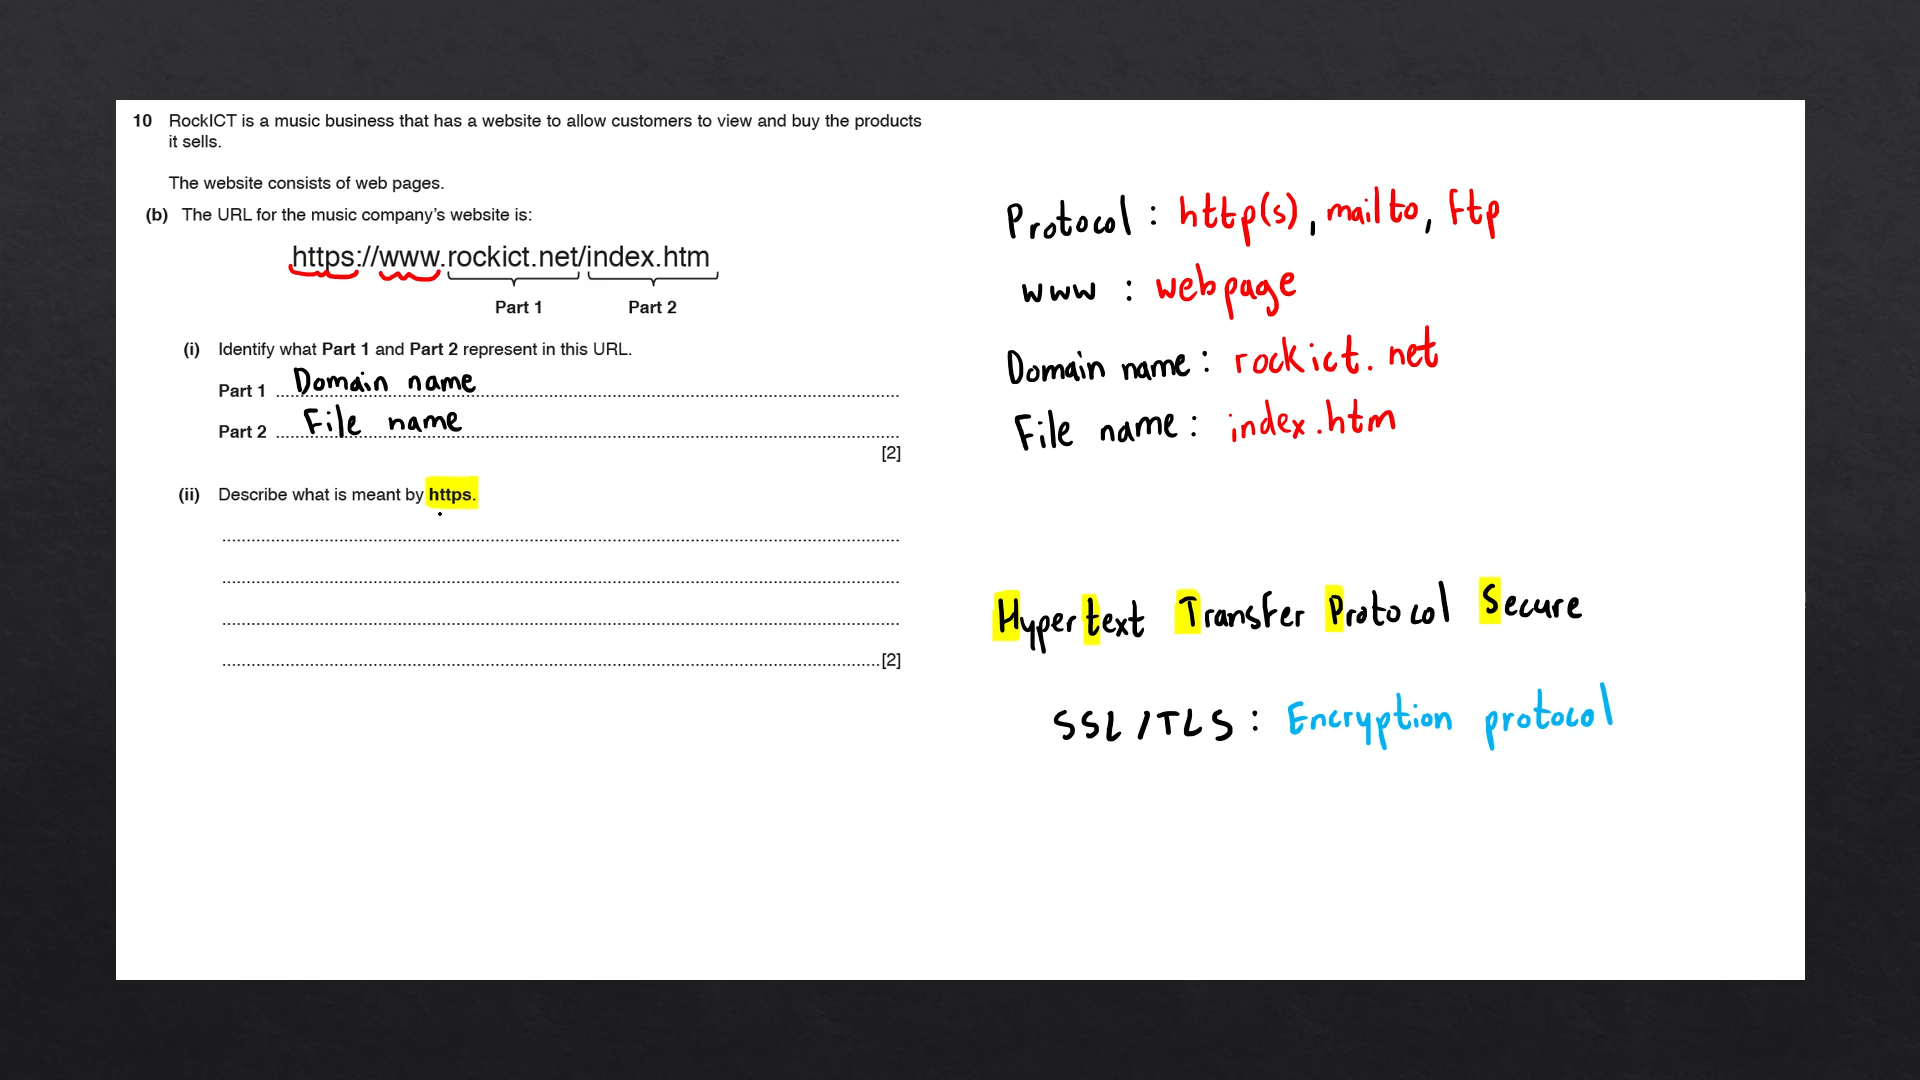 10 RockICT is a music business that has a website to allow customers to view and buy the products
it sells.
The website consists of web pages.
(b) The URL for the music company's website is:
https://www.rockict.net/index.htm
Part 1 Part 2
(i) Identify what Part 1 and Part 2 represent in this URL.
Part 1 Domain name
Part 2 File name
[2]
(ii) Describe what is meant by https.
[2]
Protocol : http(s), mailto, ftp
www : webpage
Domain name : rockict.net
File name : index.htm
Hypertext Transfer Protocol Secure
SSL/TLS : Encryption protocol